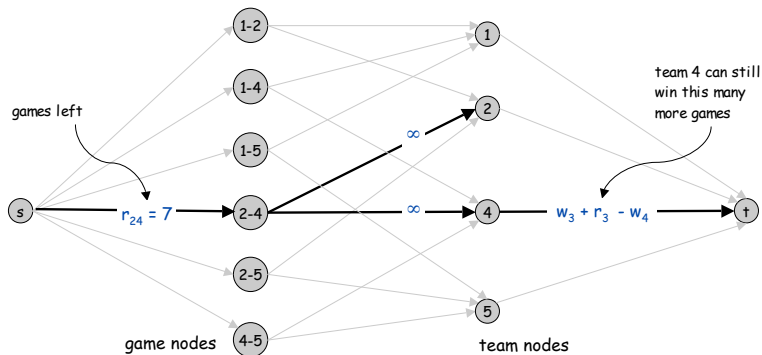 1-2
1
team 4 can still
win this many
more games
1-4
games left
2
∞
1-5
s
r24 = 7
2-4
∞
4
w3 + r3 - w4
t
2-5
5
4-5
game nodes
team nodes